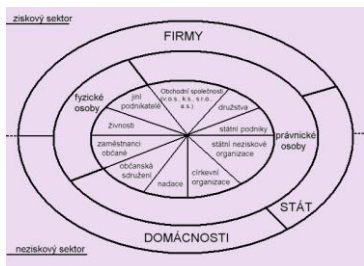 ziskový sektor
FIRMY
fyzické
osoby
jiní
podnikatelé
Obchodní společnosti
(v.o.s., k.s., s.r.o.,
a.s.)
družstva
živnosti
státní podniky
právnické
osoby
zaměstnanci
občané
státní neziskové
organizace
občanská
sdružení
nadace
církevní
organizace
STÁT
DOMÁCNOSTI
neziskový sektor